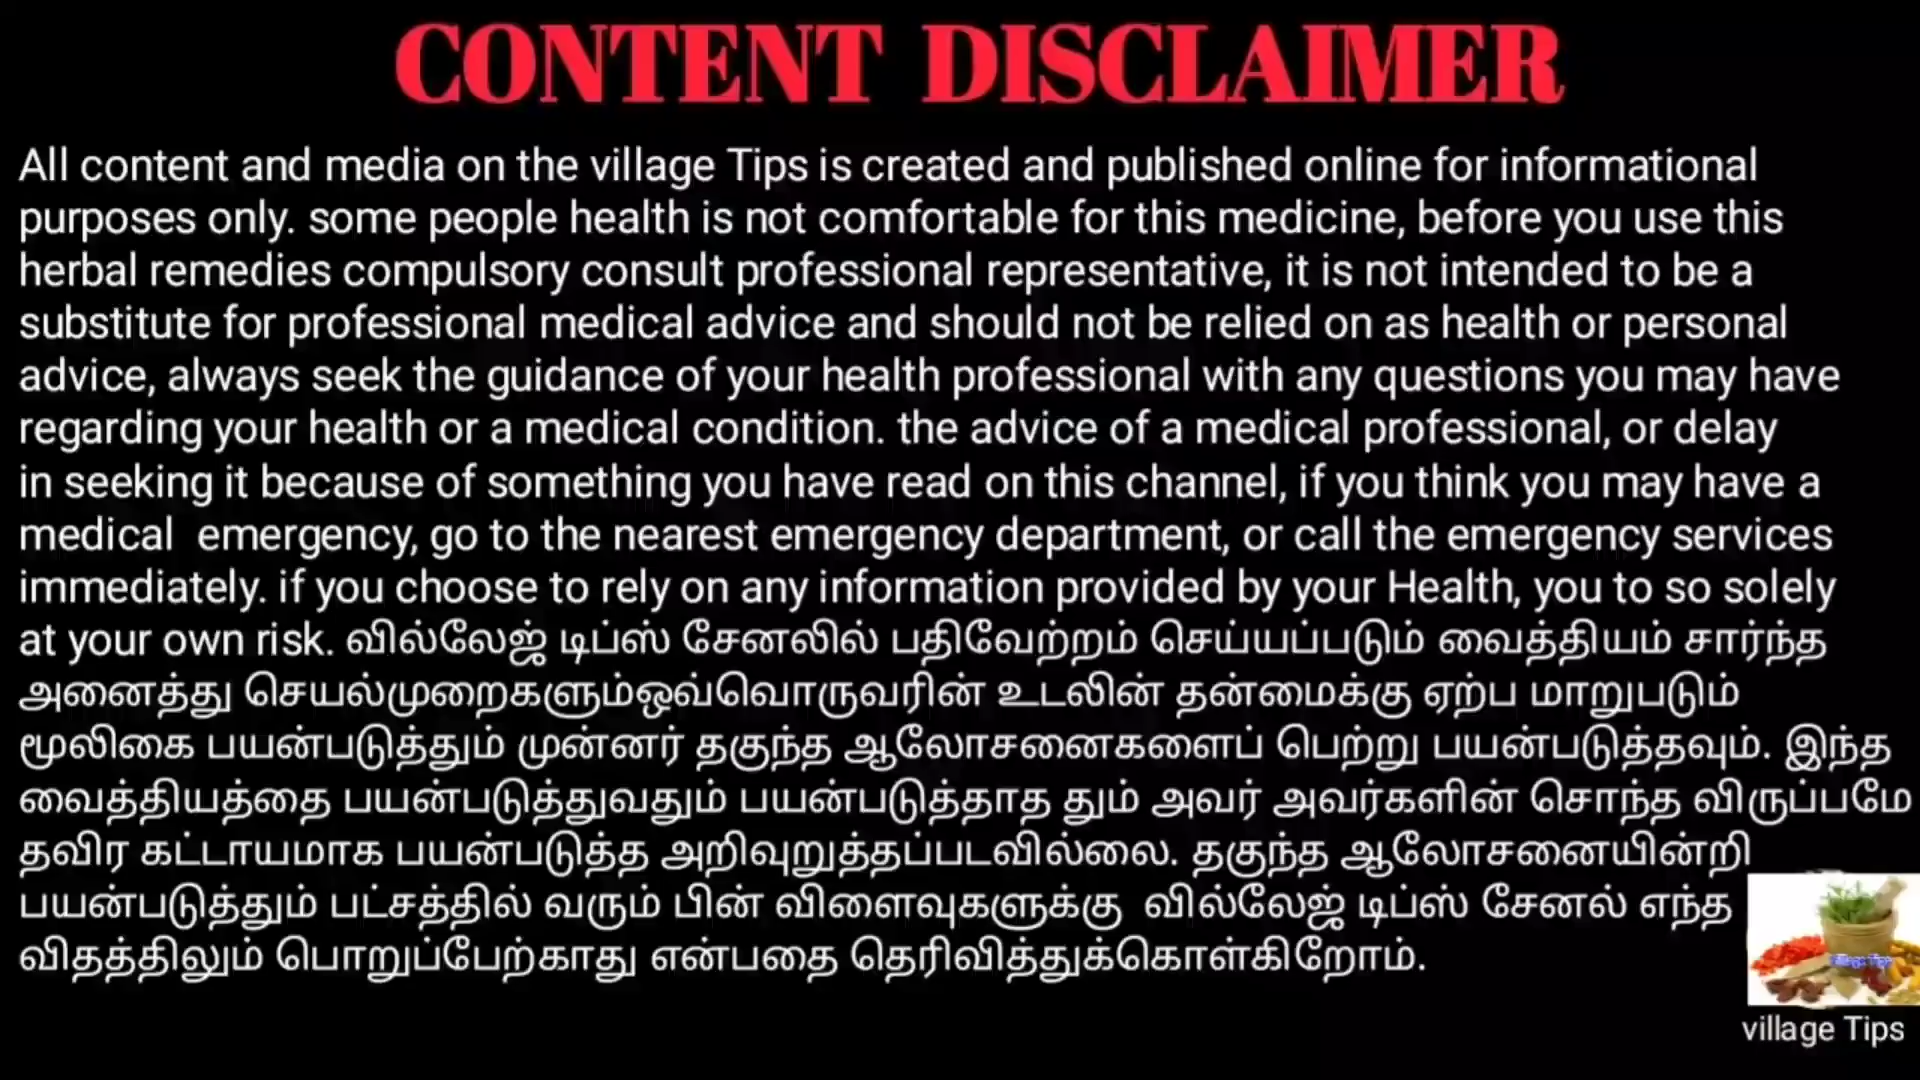 CONTENT DISCLAIMER
All content and media on the village Tips is created and published online for informational
purposes only. some people health is not comfortable for this medicine, before you use this
herbal remedies compulsory consult professional representative, it is not intended to be a
substitute for professional medical advice and should not be relied on as health or personal
advice, always seek the guidance of your health professional with any questions you may have
regarding your health or a medical condition. the advice of a medical professional, or delay
in seeking it because of something you have read on this channel, if you think you may have a
medical  emergency, go to the nearest emergency department, or call the emergency services
immediately. if you choose to rely on any information provided by your Health, you to so solely
at your own risk. வில்லேஜ் டிப்ஸ் சேனலில் பதிவேற்றம் செய்யப்படும் வைத்தியம் சார்ந்த
அனைத்து செயல்முறைகளும்ஒவ்வொருவரின் உடலின் தன்மைக்கு ஏற்ப மாறுபடும்
மூலிகை பயன்படுத்தும் முன்னர் தகுந்த ஆலோசனைகளைப் பெற்று பயன்படுத்தவும். இந்த
வைத்தியத்தை பயன்படுத்துவதும் பயன்படுத்தாத தும் அவர் அவர்களின் சொந்த விருப்பமே
தவிர கட்டாயமாக பயன்படுத்த அறிவுறுத்தப்படவில்லை. தகுந்த ஆலோசனையின்றி
பயன்படுத்தும் பட்சத்தில் வரும் பின் விளைவுகளுக்கு  வில்லேஜ் டிப்ஸ் சேனல் எந்த
விதத்திலும் பொறுப்பேற்காது என்பதை தெரிவித்துக்கொள்கிறோம்.
village Tips
village Tips